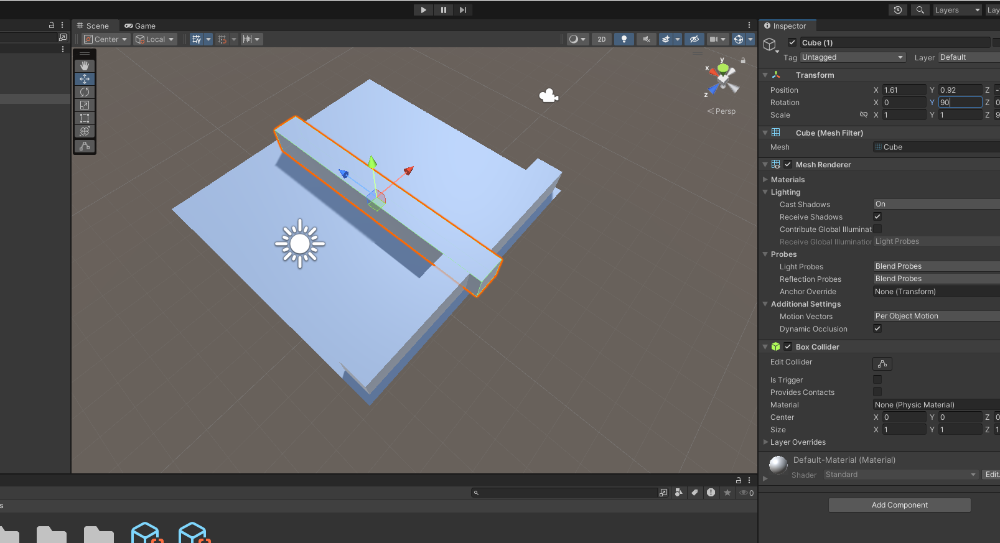 Layers
Lay
Scene
Game
Inspector
Center
Local
2D
Cube (1)
Tag
Untagged
Layer
Default
Transform
Position
X
1.61
Y
0.92
Z
-
Rotation
X
0
Y
90
Z
0
Scale
X
1
Y
1
Z
9
y
x
z
< Persp
Cube (Mesh Filter)
Mesh
Cube
Mesh Renderer
Materials
Lighting
Cast Shadows
On
Receive Shadows
Contribute Global Illuminat
Receive Global Illumination
Light Probes
Probes
Light Probes
Blend Probes
Reflection Probes
Blend Probes
Anchor Override
None (Transform)
Additional Settings
Motion Vectors
Per Object Motion
Dynamic Occlusion
Box Collider
Edit Collider
Is Trigger
Provides Contacts
Material
None (Physic Material)
Center
X
0
Y
0
Z
0
Size
X
1
Y
1
Z
1
Layer Overrides
Default-Material (Material)
Shader
Standard
Edit.
0
s
Add Component